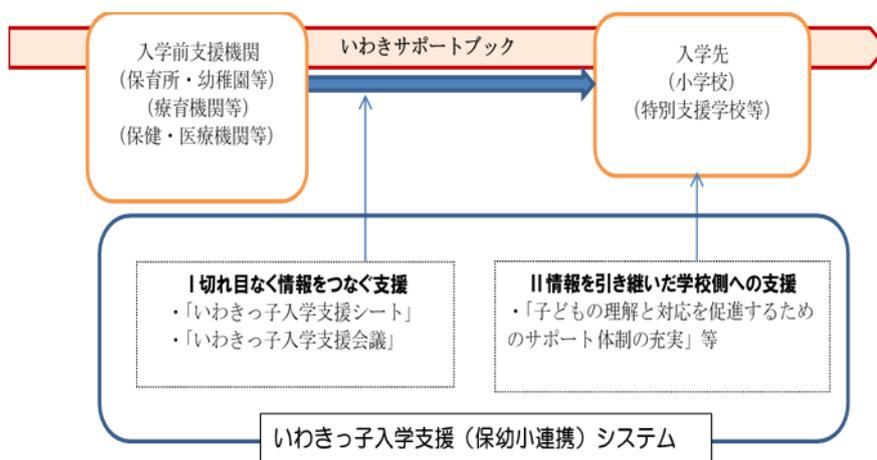 入学前支援機関
（保育所・幼稚園等）
（療育機関等）
（保健・医療機関等）
いわきサポートブック
入学先
（小学校）
（特別支援学校等）
Ⅰ切れ目なく情報をつなぐ支援
・「いわきっ子入学支援シート」
・「いわきっ子入学支援会議」
Ⅱ情報を引き継いだ学校側への支援
・「子どもの理解と対応を促進するため
のサポート体制の充実」等
いわきっ子入学支援（保幼小連携）システム